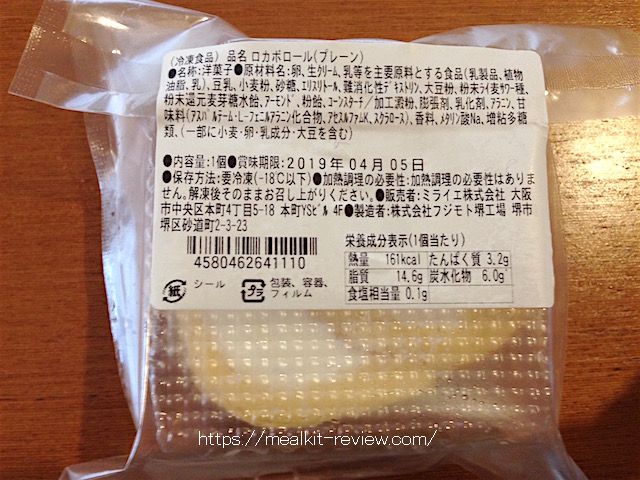 (冷凍食品) 品名 ロカボロール(プレーン)
●名称:洋菓子●原材料名:卵、生クリーム、乳等を主要原料とする食品(乳製品、植物
油脂、乳)、豆乳、小麦粉、砂糖、エリスリトール、難消化性デキストリン、大豆粉、粉末ライ麦サワー種、
粉末還元麦芽糖水飴、アーモンド、粉飴、コーンスターチ/加工澱粉、膨張剤、乳化剤、アラニン、甘
味料(アスパルテーム・L-フェニルアラニン化合物、アセスルファムK、スクラロース)、香料、メタリン酸Na、増粘多糖
類、(一部に小麦・卵・乳成分・大豆を含む)
●内容量:1個●賞味期限:2019年04月05日
●保存方法:要冷凍(-18℃以下)●加熱調理の必要性:加熱調理の必要性はありま
せん。解凍後そのままお召し上がりください。●販売者:ミライエ株式会社 大阪
市中央区本町4丁目5-18 本町YSビル 4F●製造者:株式会社フジモト堺工場 堺市
堺区砂道町2-3-23
4580462641110
紙 シール
プラ 包装、容器、
フィルム
栄養成分表示(1個当たり)
熱量 161kcal たんぱく質 3.2g
脂質 14.6g 炭水化物 6.0g
食塩相当量 0.1g
https://mealkit-review.com/